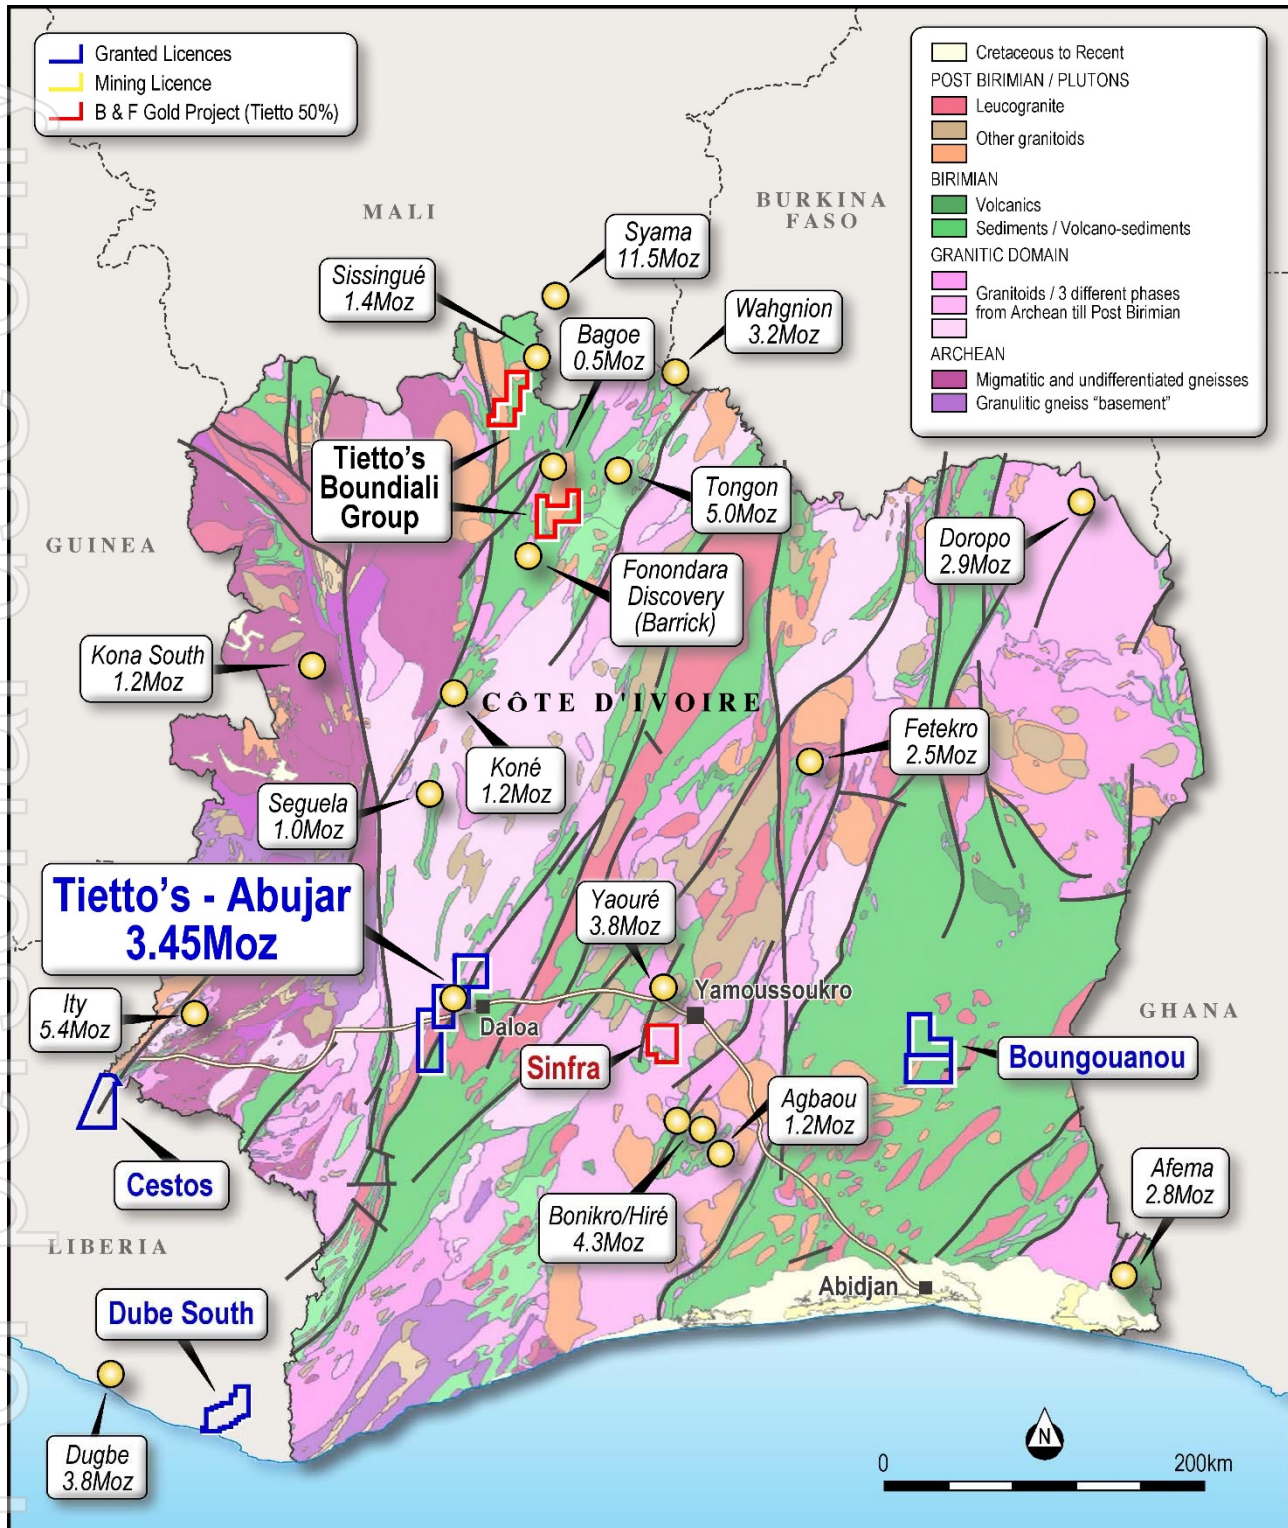 Granted Licences
Mining Licence
B & F Gold Project (Tietto 50%)
Cretaceous to Recent
POST BIRIMIAN / PLUTONS
Leucogranite
Other granitoids
BIRIMIAN
Volcanics
Sediments / Volcano-sediments
GRANITIC DOMAIN
Granitoids / 3 different phases
from Archean till Post Birimian
ARCHEAN
Migmatitic and undifferentiated gneisses
Granulitic gneiss “basement”
MALI
BURKINA
FASO
Syama
11.5Moz
Sissingué
1.4Moz
Wahgnion
3.2Moz
Bagoe
0.5Moz
Tietto's
Boundiali
Group
Tongon
5.0Moz
Doropo
2.9Moz
GUINEA
Fonondara
Discovery
(Barrick)
Kona South
1.2Moz
CÔTE D'IVOIRE
Fetekro
2.5Moz
Koné
1.2Moz
Seguela
1.0Moz
Tietto's - Abujar
3.45Moz
Yaouré
3.8Moz
Yamoussoukro
Ity
5.4Moz
Daloa
GHANA
Sinfra
Boungouanou
Agbaou
1.2Moz
Cestos
Afema
2.8Moz
Bonikro/Hiré
4.3Moz
LIBERIA
Abidjan
Dube South
Dugbe
3.8Moz
N
0
200km
For personal use only